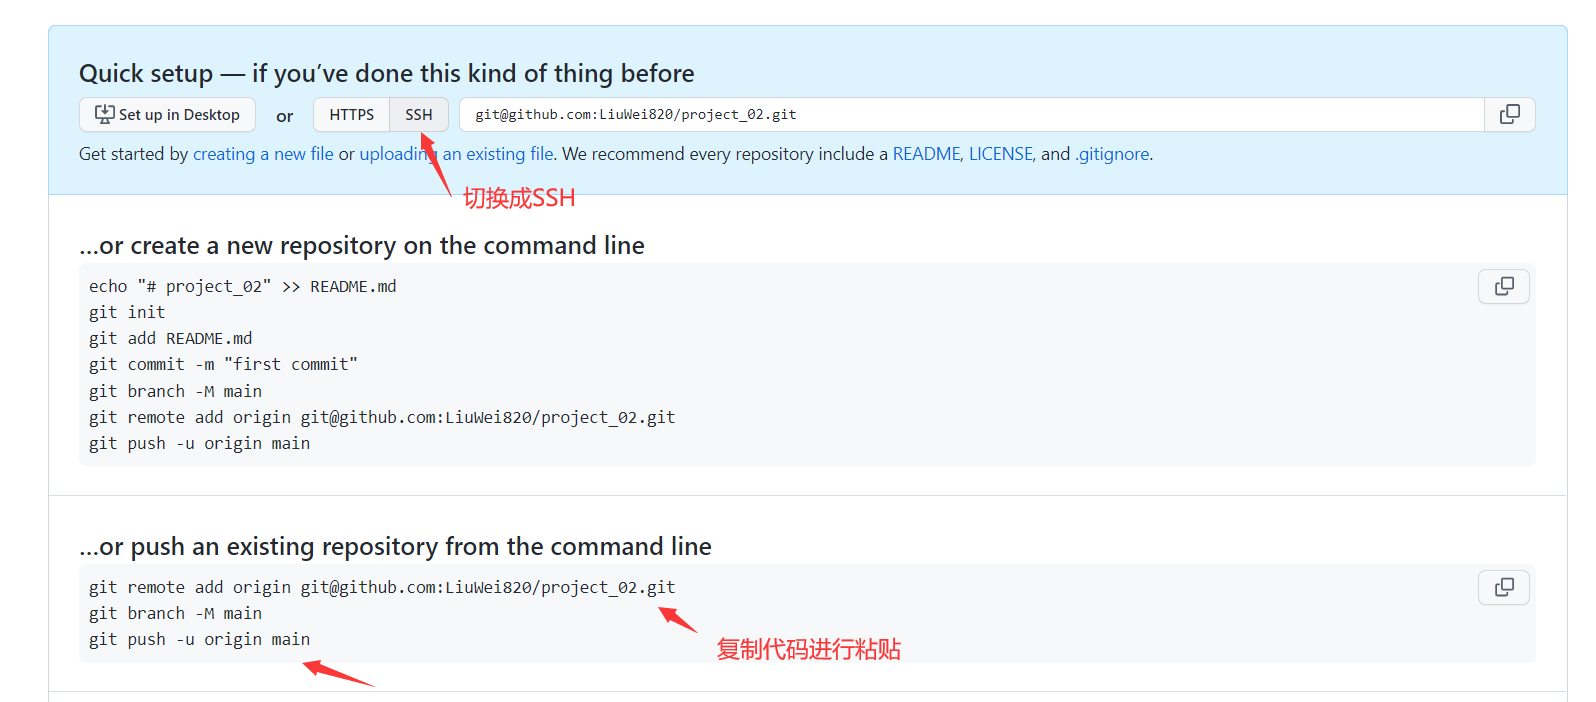 Quick setup — if you’ve done this kind of thing before
Set up in Desktop or HTTPS SSH git@github.com:LiuWei820/project_02.git
Get started by creating a new file or uploading an existing file. We recommend every repository include a README, LICENSE, and .gitignore.
切换成SSH
...or create a new repository on the command line
echo "# project_02" >> README.md
git init
git add README.md
git commit -m "first commit"
git branch -M main
git remote add origin git@github.com:LiuWei820/project_02.git
git push -u origin main
...or push an existing repository from the command line
git remote add origin git@github.com:LiuWei820/project_02.git
git branch -M main
git push -u origin main
复制代码进行粘贴